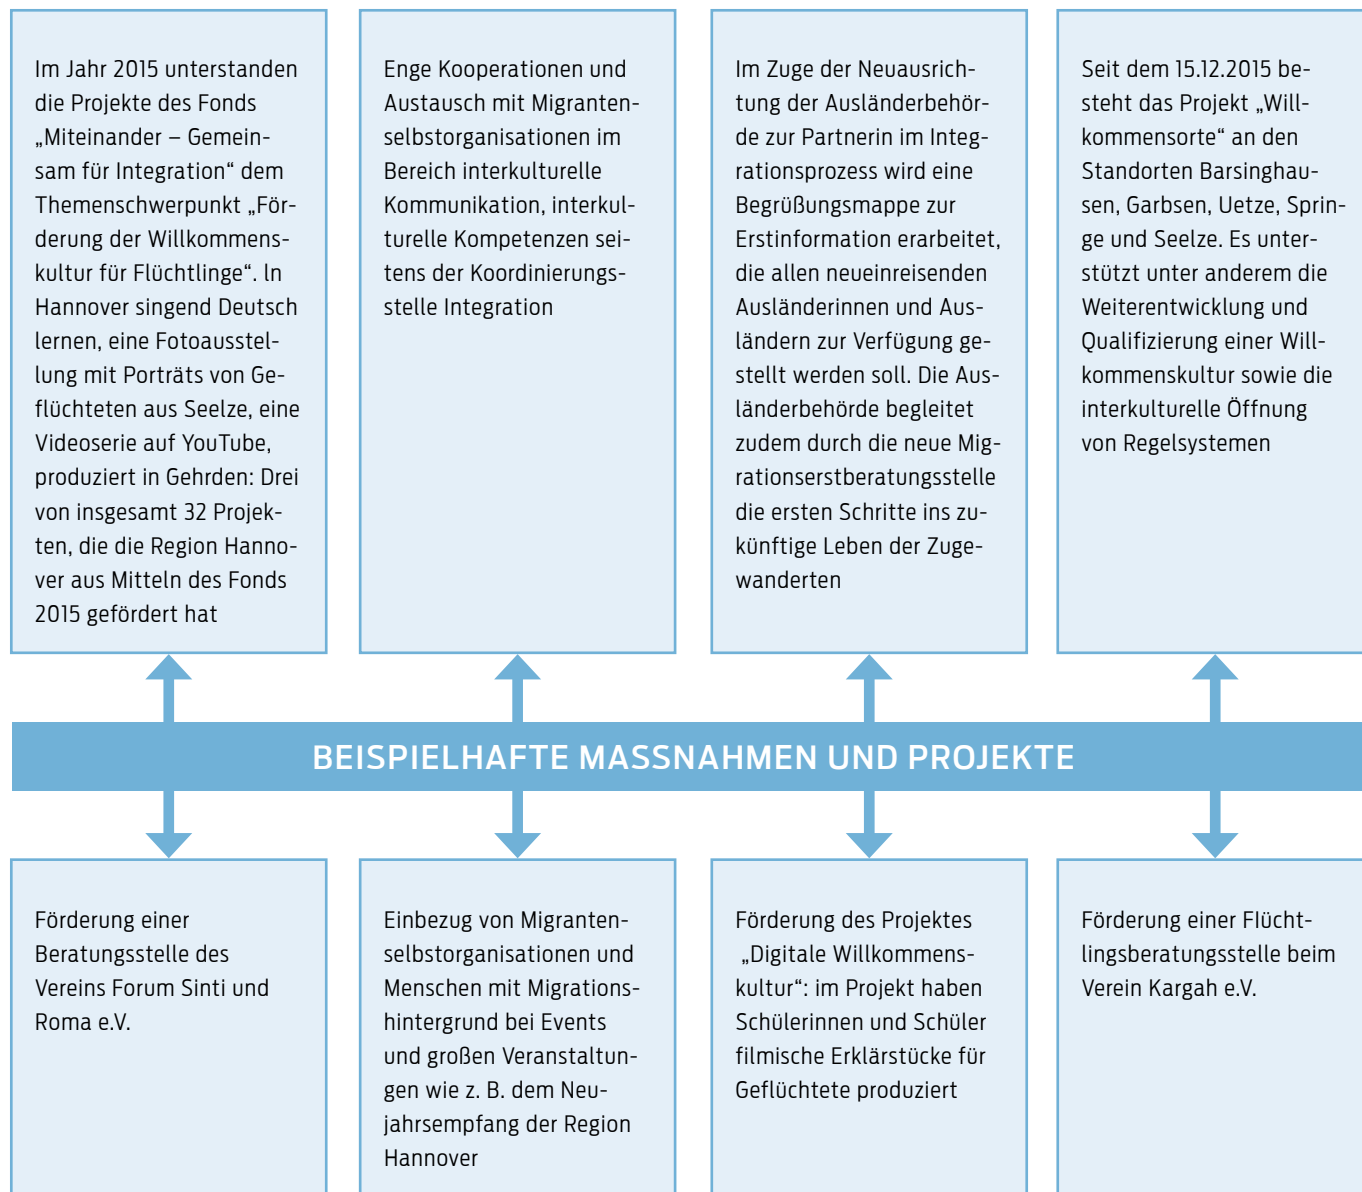 Im Jahr 2015 unterstanden
die Projekte des Fonds
„Miteinander – Gemein-
sam für Integration“ dem
Themenschwerpunkt „För-
derung der Willkommens-
kultur für Flüchtlinge“. In
Hannover singend Deutsch
lernen, eine Fotoausstel-
lung mit Porträts von Ge-
flüchteten aus Seelze, eine
Videoserie auf YouTube,
produziert in Gehrden: Drei
von insgesamt 32 Projek-
ten, die die Region Hanno-
ver aus Mitteln des Fonds
2015 gefördert hat
Enge Kooperationen und
Austausch mit Migranten-
selbstorganisationen im
Bereich interkulturelle
Kommunikation, interkul-
turelle Kompetenzen sei-
tens der Koordinierungs-
stelle Integration
Im Zuge der Neuausrich-
tung der Ausländerbehör-
de zur Partnerin im Integ-
rationsprozess wird eine
Begrüßungsmappe zur
Erstinformation erarbeitet,
die allen neueinreisenden
Ausländerinnen und Aus-
ländern zur Verfügung ge-
stellt werden soll. Die Aus-
länderbehörde begleitet
zudem durch die neue Mig-
rationserstberatungsstelle
die ersten Schritte ins zu-
künftige Leben der Zuge-
wanderten
Seit dem 15.12.2015 be-
steht das Projekt „Will-
kommensorte“ an den
Standorten Barsinghau-
sen, Garbsen, Uetze, Sprin-
ge und Seelze. Es unter-
stützt unter anderem die
Weiterentwicklung und
Qualifizierung einer Will-
kommenskultur sowie die
interkulturelle Öffnung
von Regelsystemen
BEISPIELHAFTE MASSNAHMEN UND PROJEKTE
Förderung einer
Beratungsstelle des
Vereins Forum Sinti und
Roma e.V.
Einbezug von Migranten-
selbstorganisationen und
Menschen mit Migrations-
hintergrund bei Events
und großen Veranstaltun-
gen wie z. B. dem Neu-
jahrsempfang der Region
Hannover
Förderung des Projektes
„Digitale Willkommens-
kultur“: im Projekt haben
Schülerinnen und Schüler
filmische Erklärstücke für
Geflüchtete produziert
Förderung einer Flücht-
lingsberatungsstelle beim
Verein Kargah e.V.